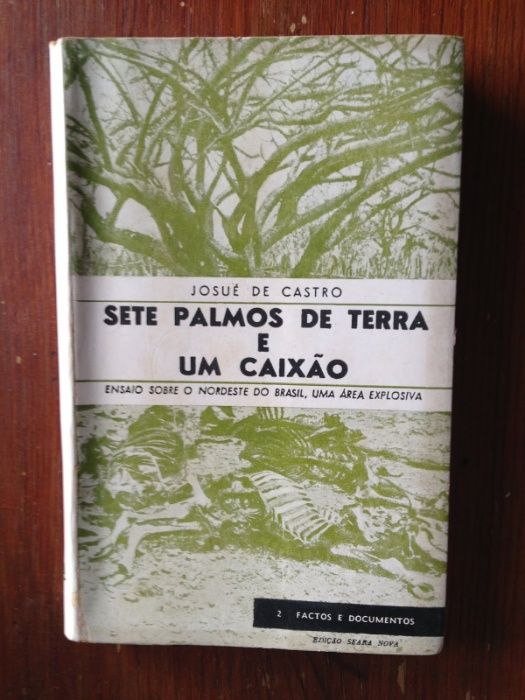 JOSUÉ DE CASTRO
SETE PALMOS DE TERRA
E
UM CAIXÃO
ENSAIO SOBRE O NORDESTE DO BRASIL, UMA ÁREA EXPLOSIVA
2 FACTOS E DOCUMENTOS
EDIÇÃO SEARA NOVA